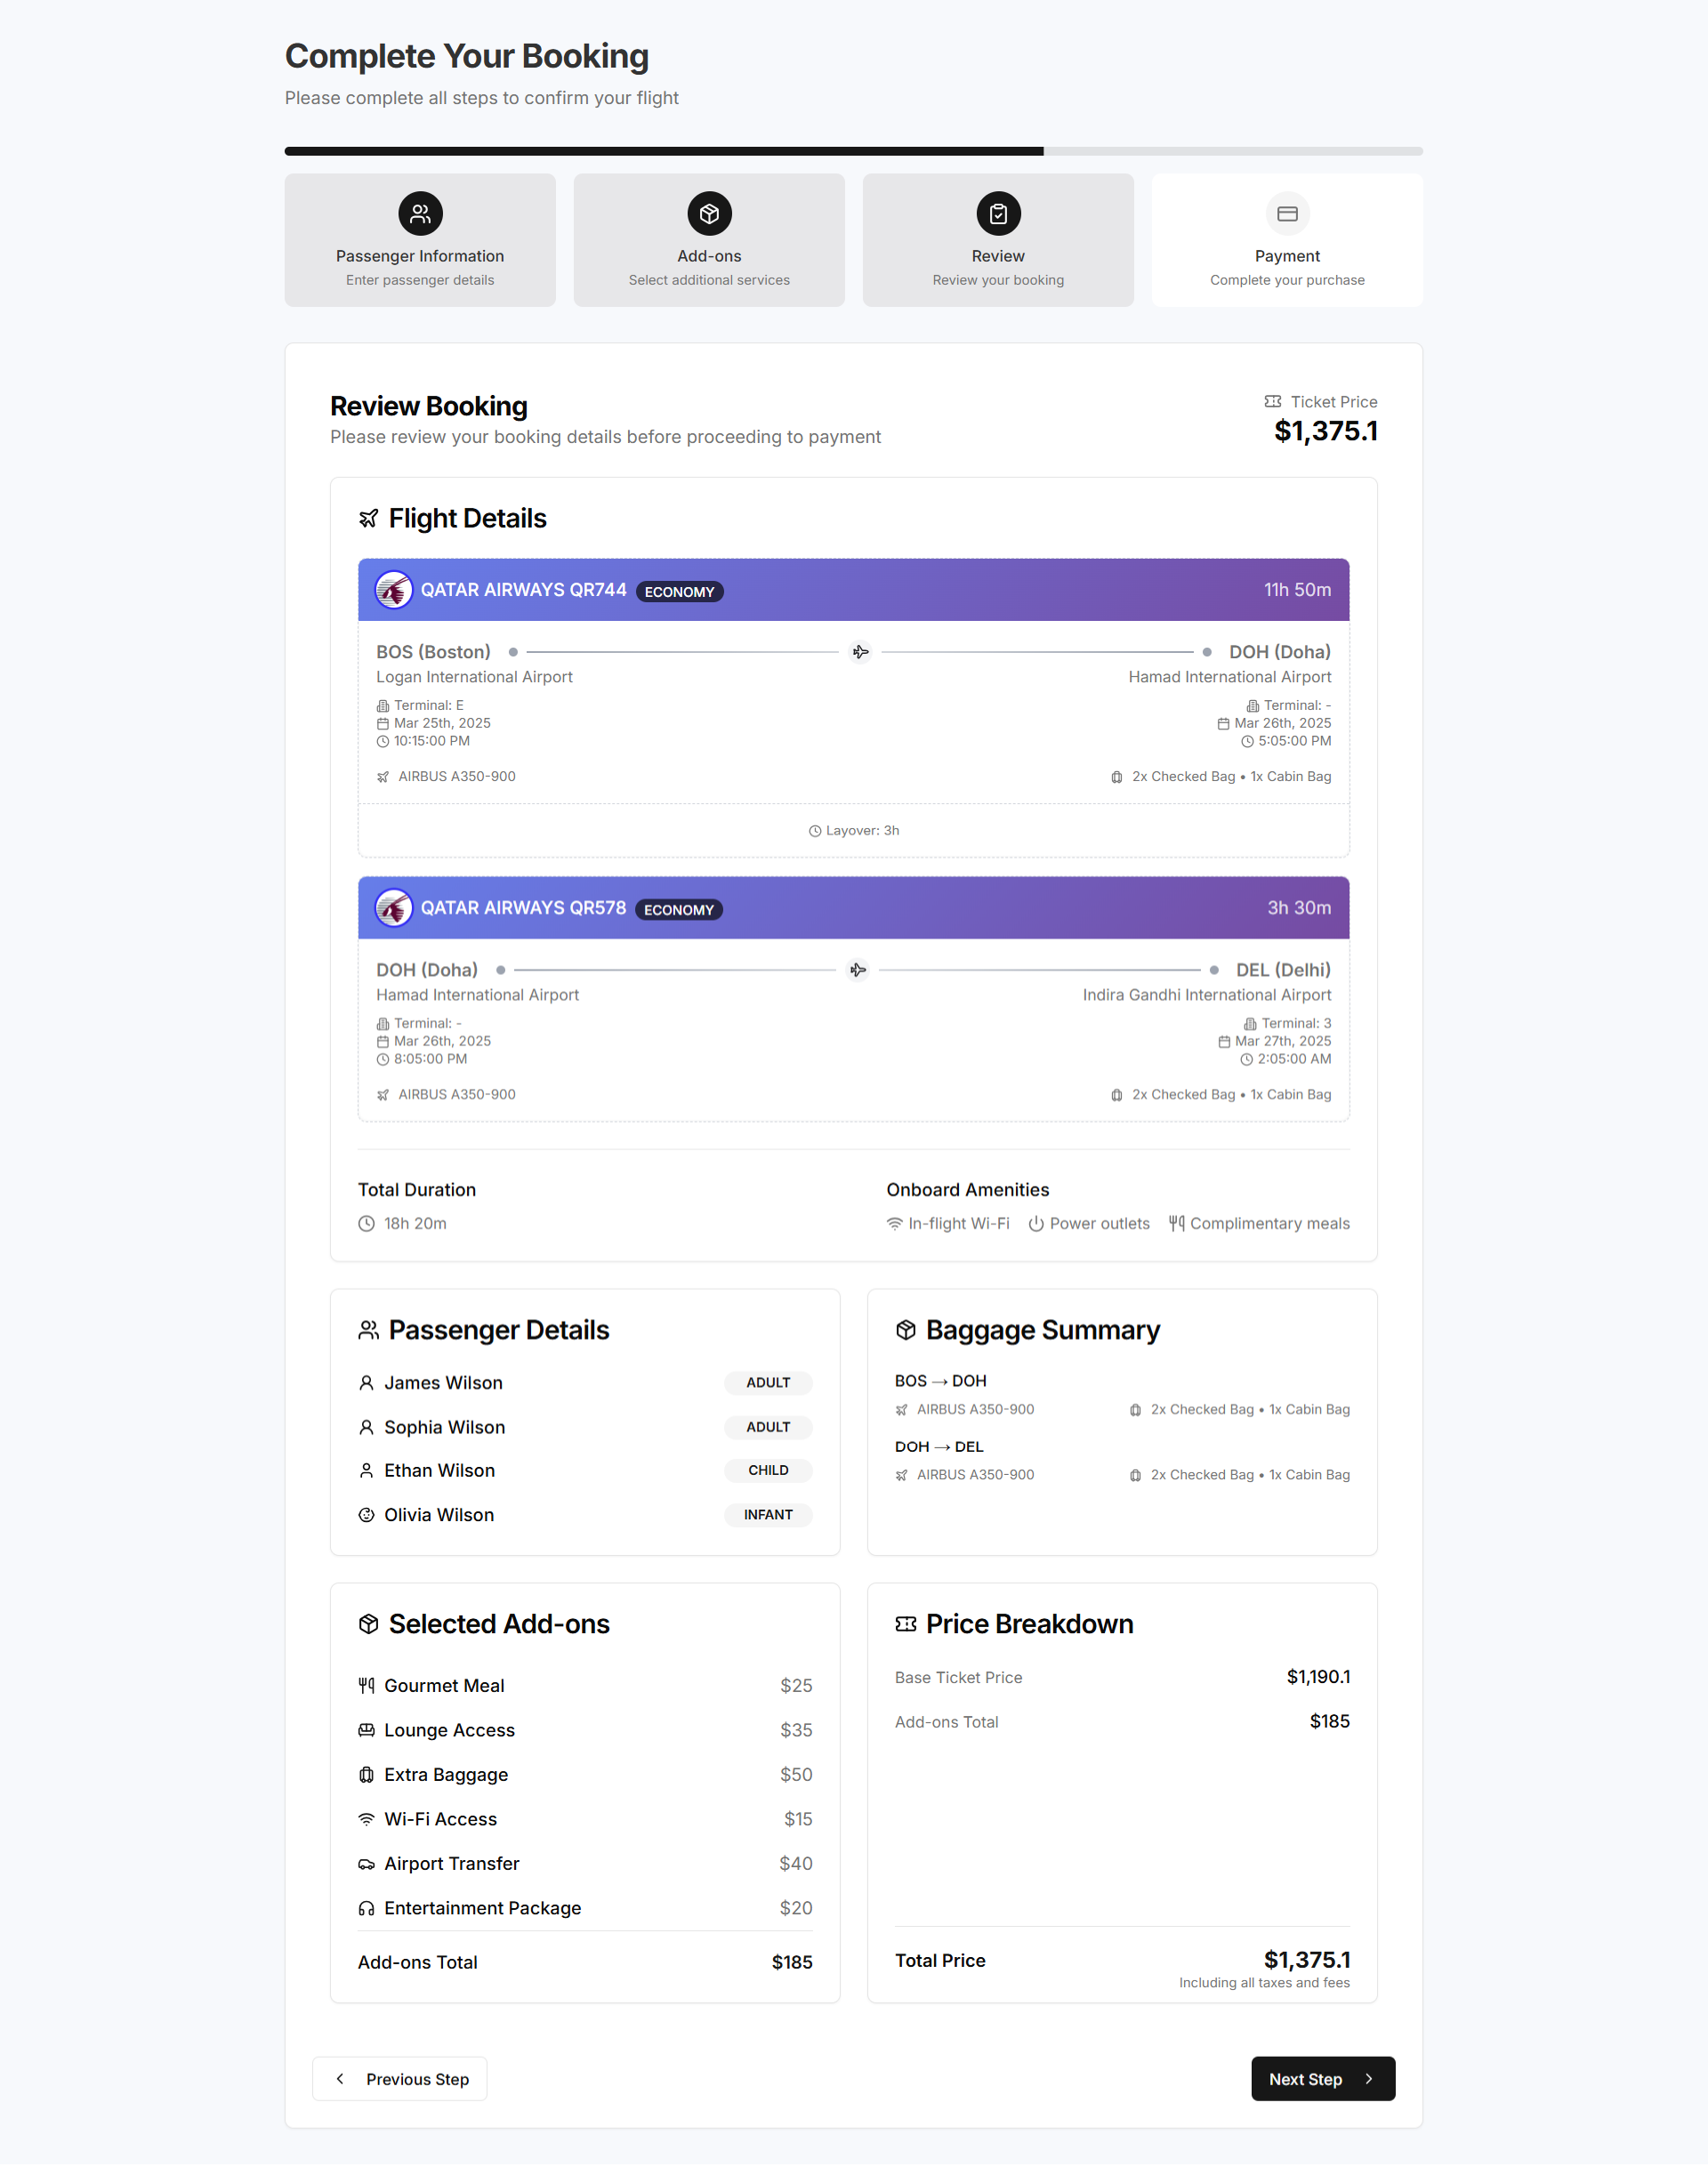 Complete Your Booking
Please complete all steps to confirm your flight
Passenger Information
Enter passenger details
Add-ons
Select additional services
Review
Review your booking
Payment
Complete your purchase
Review Booking
Please review your booking details before proceeding to payment
Ticket Price
$1,375.1
Flight Details
QATAR AIRWAYS QR744 ECONOMY 11h 50m
BOS (Boston) DOH (Doha)
Logan International Airport Hamad International Airport
Terminal: E Terminal: -
Mar 25th, 2025 Mar 26th, 2025
10:15:00 PM 5:05:00 PM
AIRBUS A350-900 2x Checked Bag • 1x Cabin Bag
Layover: 3h
QATAR AIRWAYS QR578 ECONOMY 3h 30m
DOH (Doha) DEL (Delhi)
Hamad International Airport Indira Gandhi International Airport
Terminal: - Terminal: 3
Mar 26th, 2025 Mar 27th, 2025
8:05:00 PM 2:05:00 AM
AIRBUS A350-900 2x Checked Bag • 1x Cabin Bag
Total Duration
18h 20m
Onboard Amenities
In-flight Wi-Fi Power outlets Complimentary meals
Passenger Details
James Wilson ADULT
Sophia Wilson ADULT
Ethan Wilson CHILD
Olivia Wilson INFANT
Baggage Summary
BOS → DOH
AIRBUS A350-900 2x Checked Bag • 1x Cabin Bag
DOH → DEL
AIRBUS A350-900 2x Checked Bag • 1x Cabin Bag
Selected Add-ons
Gourmet Meal $25
Lounge Access $35
Extra Baggage $50
Wi-Fi Access $15
Airport Transfer $40
Entertainment Package $20
Add-ons Total $185
Price Breakdown
Base Ticket Price $1,190.1
Add-ons Total $185
Total Price $1,375.1
Including all taxes and fees
Previous Step
Next Step